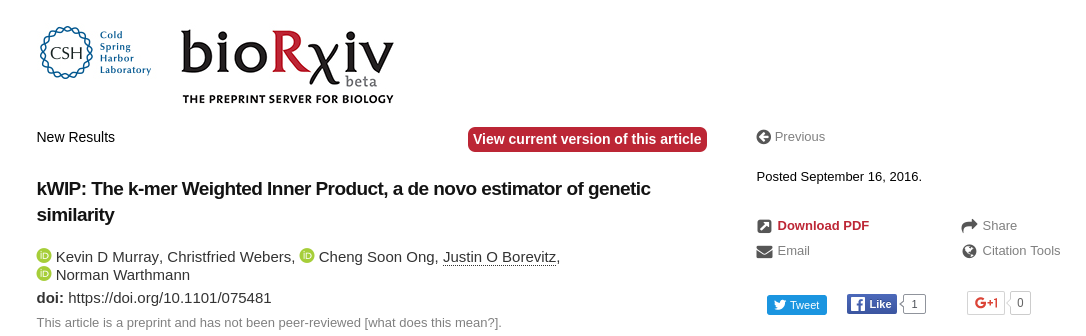 CSH
Cold
Spring
Harbor
Laboratory
bioRxiv
beta
THE PREPRINT SERVER FOR BIOLOGY
New Results
View current version of this article
Previous
Posted September 16, 2016.
kWIP: The k-mer Weighted Inner Product, a de novo estimator of genetic
similarity
Download PDF
Share
Email
Citation Tools
iD Kevin D Murray, Christfried Webers, iD Cheng Soon Ong, Justin O Borevitz,
iD Norman Warthmann
doi: https://doi.org/10.1101/075481
Tweet
Like
1
G+1
0
This article is a preprint and has not been peer-reviewed [what does this mean?].